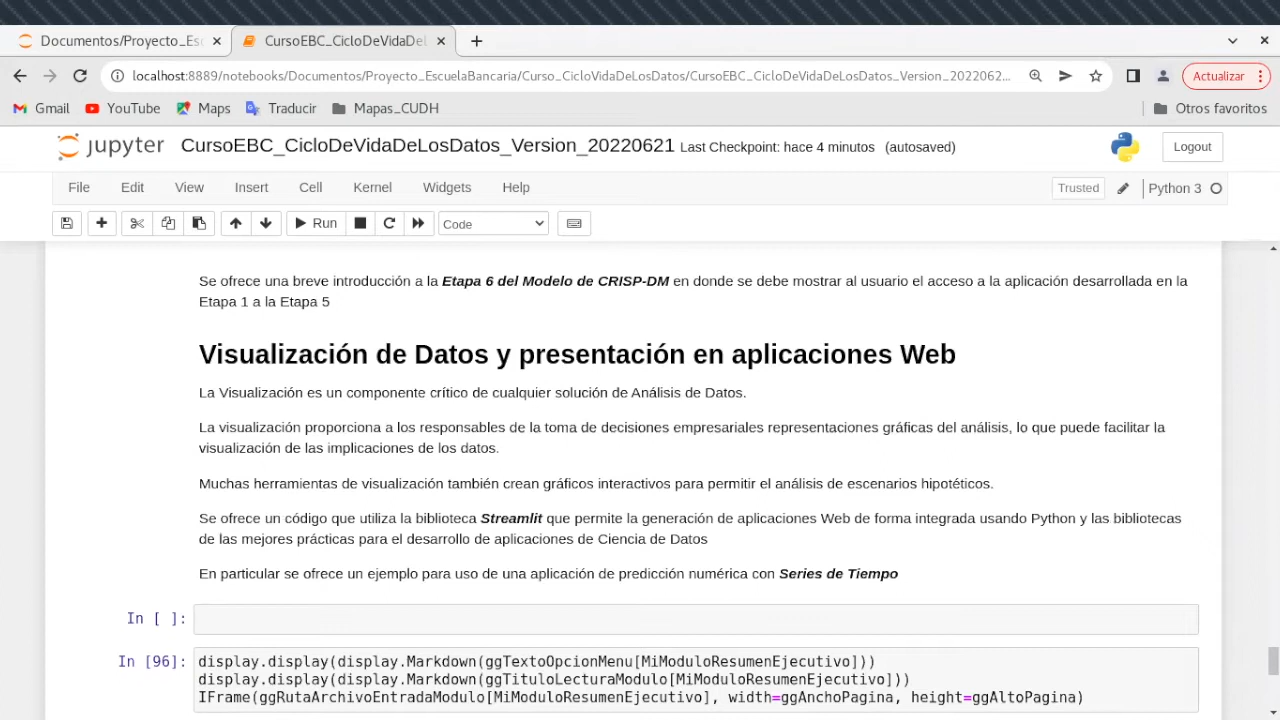 Documentos/Proyecto_Esc
CursoEBC_CicloDeVidaDeL
localhost:8889/notebooks/Documentos/Proyecto_EscuelaBancaria/Curso_CicloVidaDeLosDatos/CursoEBC_CicloDeVidaDeLosDatos_Version_2022062...
Actualizar
Gmail YouTube Maps Traducir Mapas_CUDH Otros favoritos
jupyter CursoEBC_CicloDeVidaDeLosDatos_Version_20220621 Last Checkpoint: hace 4 minutos (autosaved) Logout
File Edit View Insert Cell Kernel Widgets Help Trusted Python 3
Run Code
Se ofrece una breve introducción a la Etapa 6 del Modelo de CRISP-DM en donde se debe mostrar al usuario el acceso a la aplicación desarrollada en la
Etapa 1 a la Etapa 5
Visualización de Datos y presentación en aplicaciones Web
La Visualización es un componente crítico de cualquier solución de Análisis de Datos.
La visualización proporciona a los responsables de la toma de decisiones empresariales representaciones gráficas del análisis, lo que puede facilitar la
visualización de las implicaciones de los datos.
Muchas herramientas de visualización también crean gráficos interactivos para permitir el análisis de escenarios hipotéticos.
Se ofrece un código que utiliza la biblioteca Streamlit que permite la generación de aplicaciones Web de forma integrada usando Python y las bibliotecas
de las mejores prácticas para el desarrollo de aplicaciones de Ciencia de Datos
En particular se ofrece un ejemplo para uso de una aplicación de predicción numérica con Series de Tiempo
In [ ]:
In [96]: display.display(display.Markdown(ggTextoOpcionMenu[MiModuloResumenEjecutivo]))
display.display(display.Markdown(ggTituloLecturaModulo[MiModuloResumenEjecutivo]))
IFrame(ggRutaArchivoEntradaModulo[MiModuloResumenEjecutivo], width=ggAnchoPagina, height=ggAltoPagina)